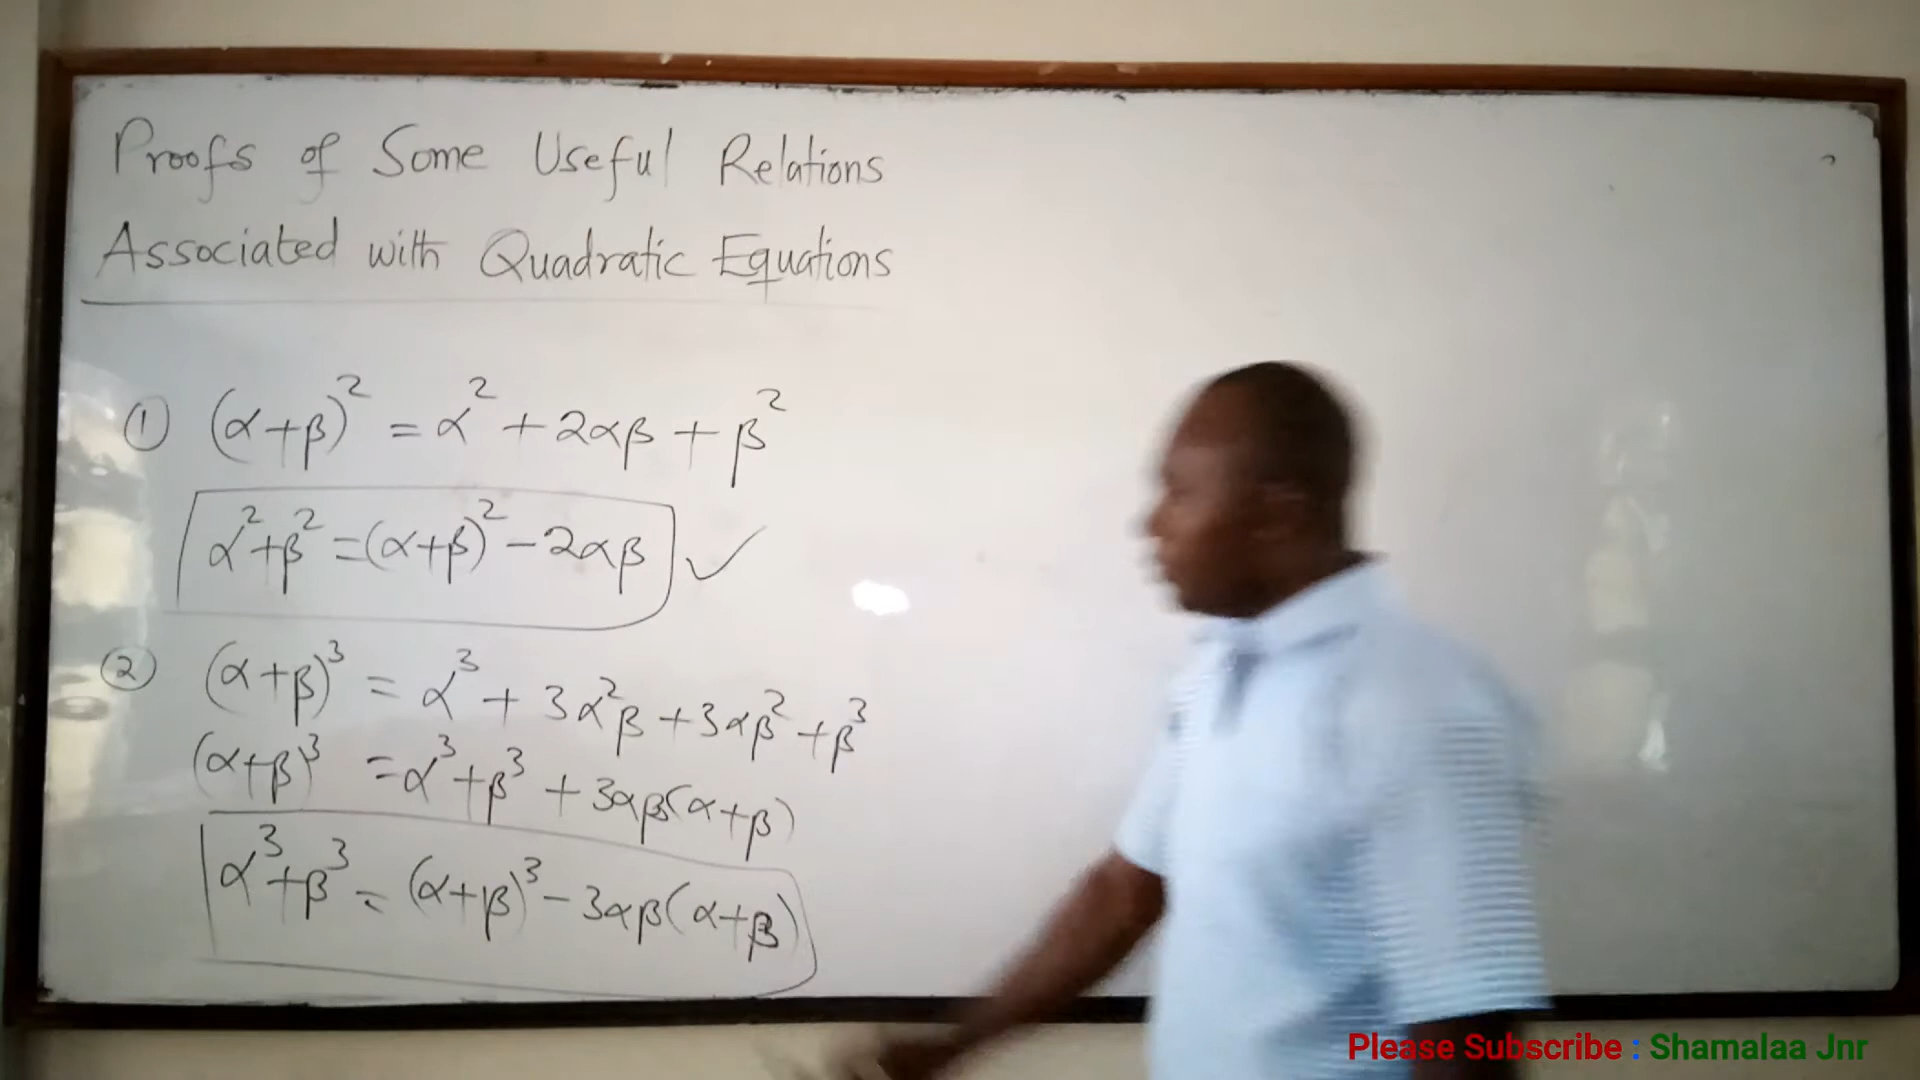 Proofs of Some Useful Relations
Associated with Quadratic Equations
① (α+β)² = α² + 2αβ + β²
α²+β² = (α+β)² - 2αβ ✓
② (α+β)³ = α³ + 3α²β + 3αβ² + β³
(α+β)³ = α³+β³ + 3αβ(α+β)
α³+β³ = (α+β)³ - 3αβ(α+β)
Please Subscribe : Shamalaa Jnr